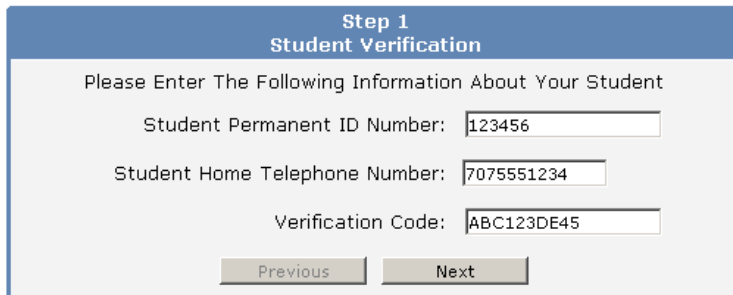 Step 1
Student Verification
Please Enter The Following Information About Your Student
Student Permanent ID Number: 123456
Student Home Telephone Number: 7075551234
Verification Code: ABC123DE45
Previous Next